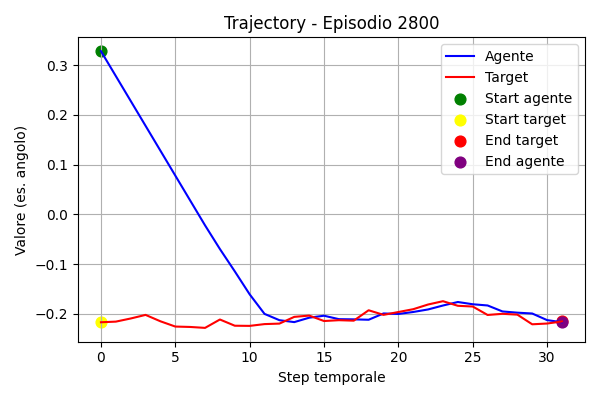 Trajectory - Episodio 2800
Agente
Target
Start agente
Start target
End target
End agente
Valore (es. angolo)
0.3
0.2
0.1
0.0
−0.1
−0.2
0 5 10 15 20 25 30
Step temporale